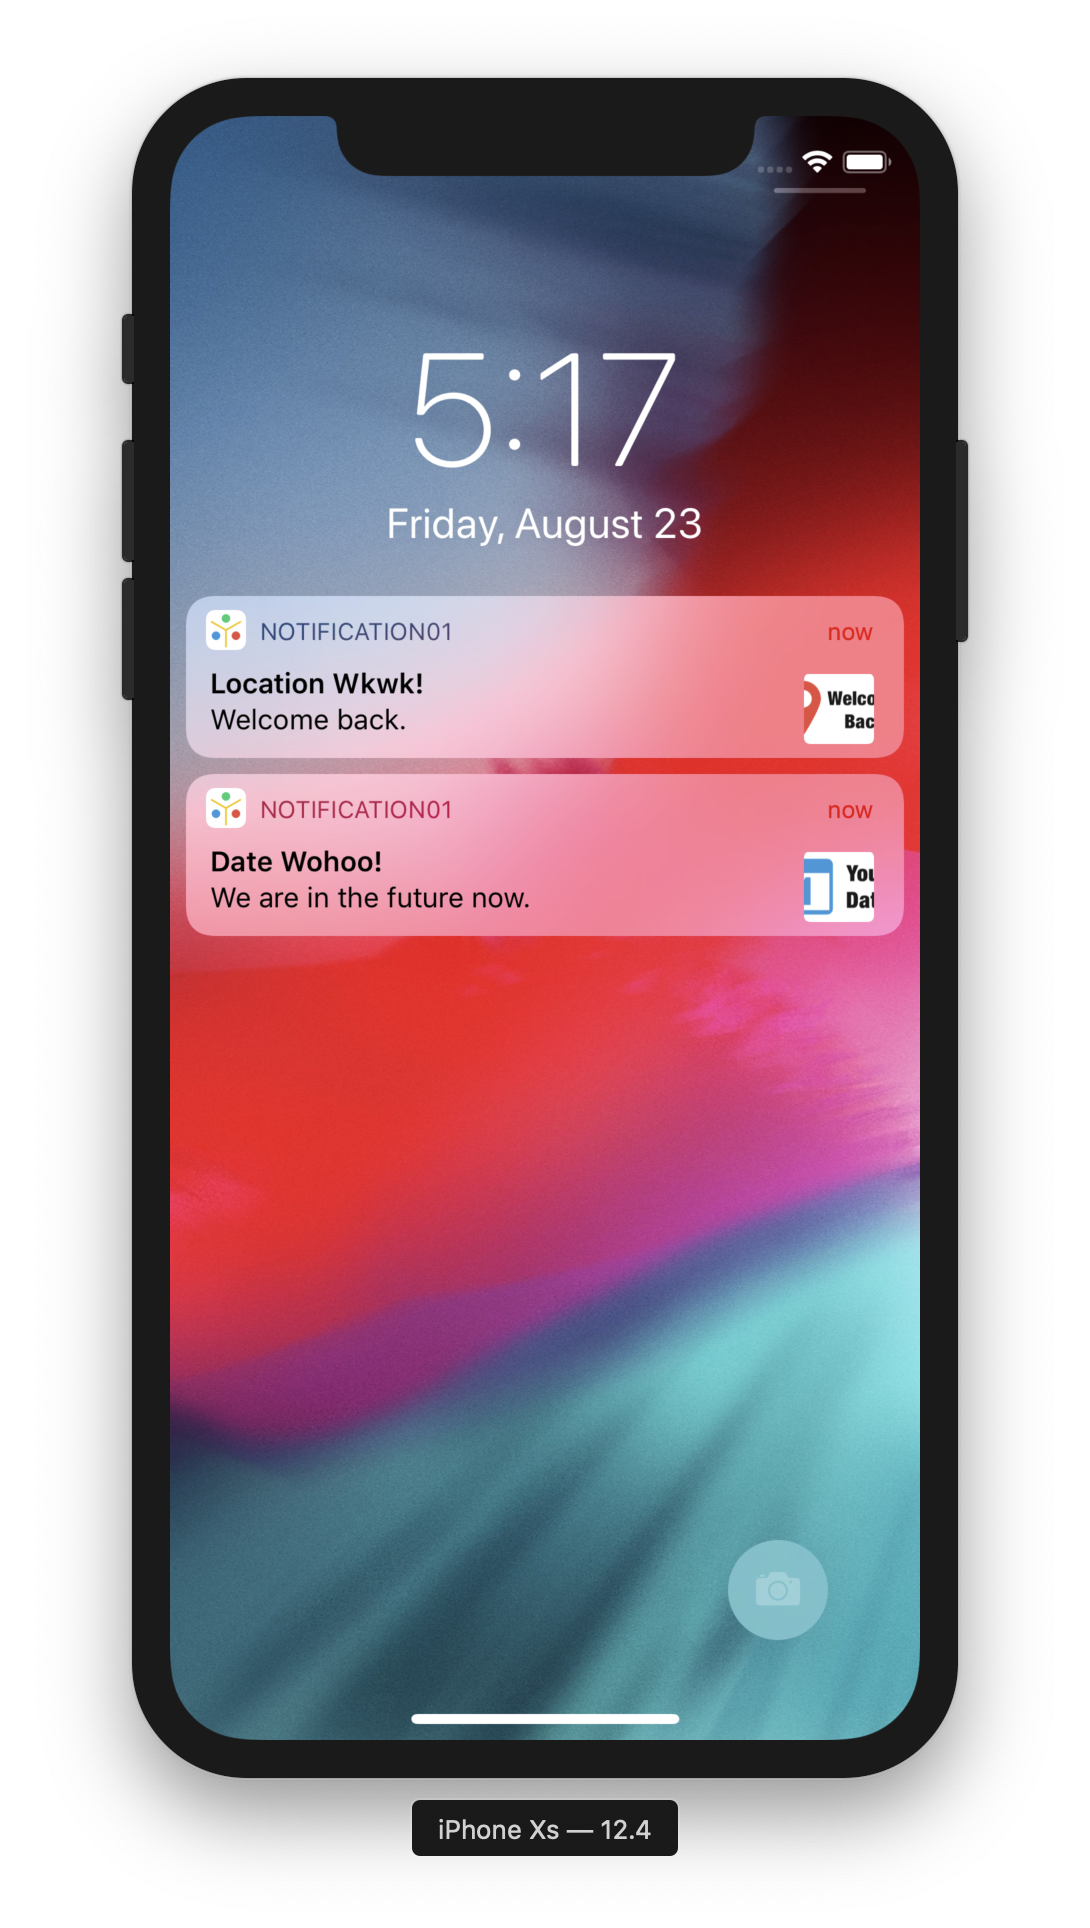 5:17
Friday, August 23
NOTIFICATION01 now
Location Wkwk!
Welcome back.
Welco
Bac
NOTIFICATION01 now
Date Wohoo!
We are in the future now.
You
Dat
iPhone Xs — 12.4